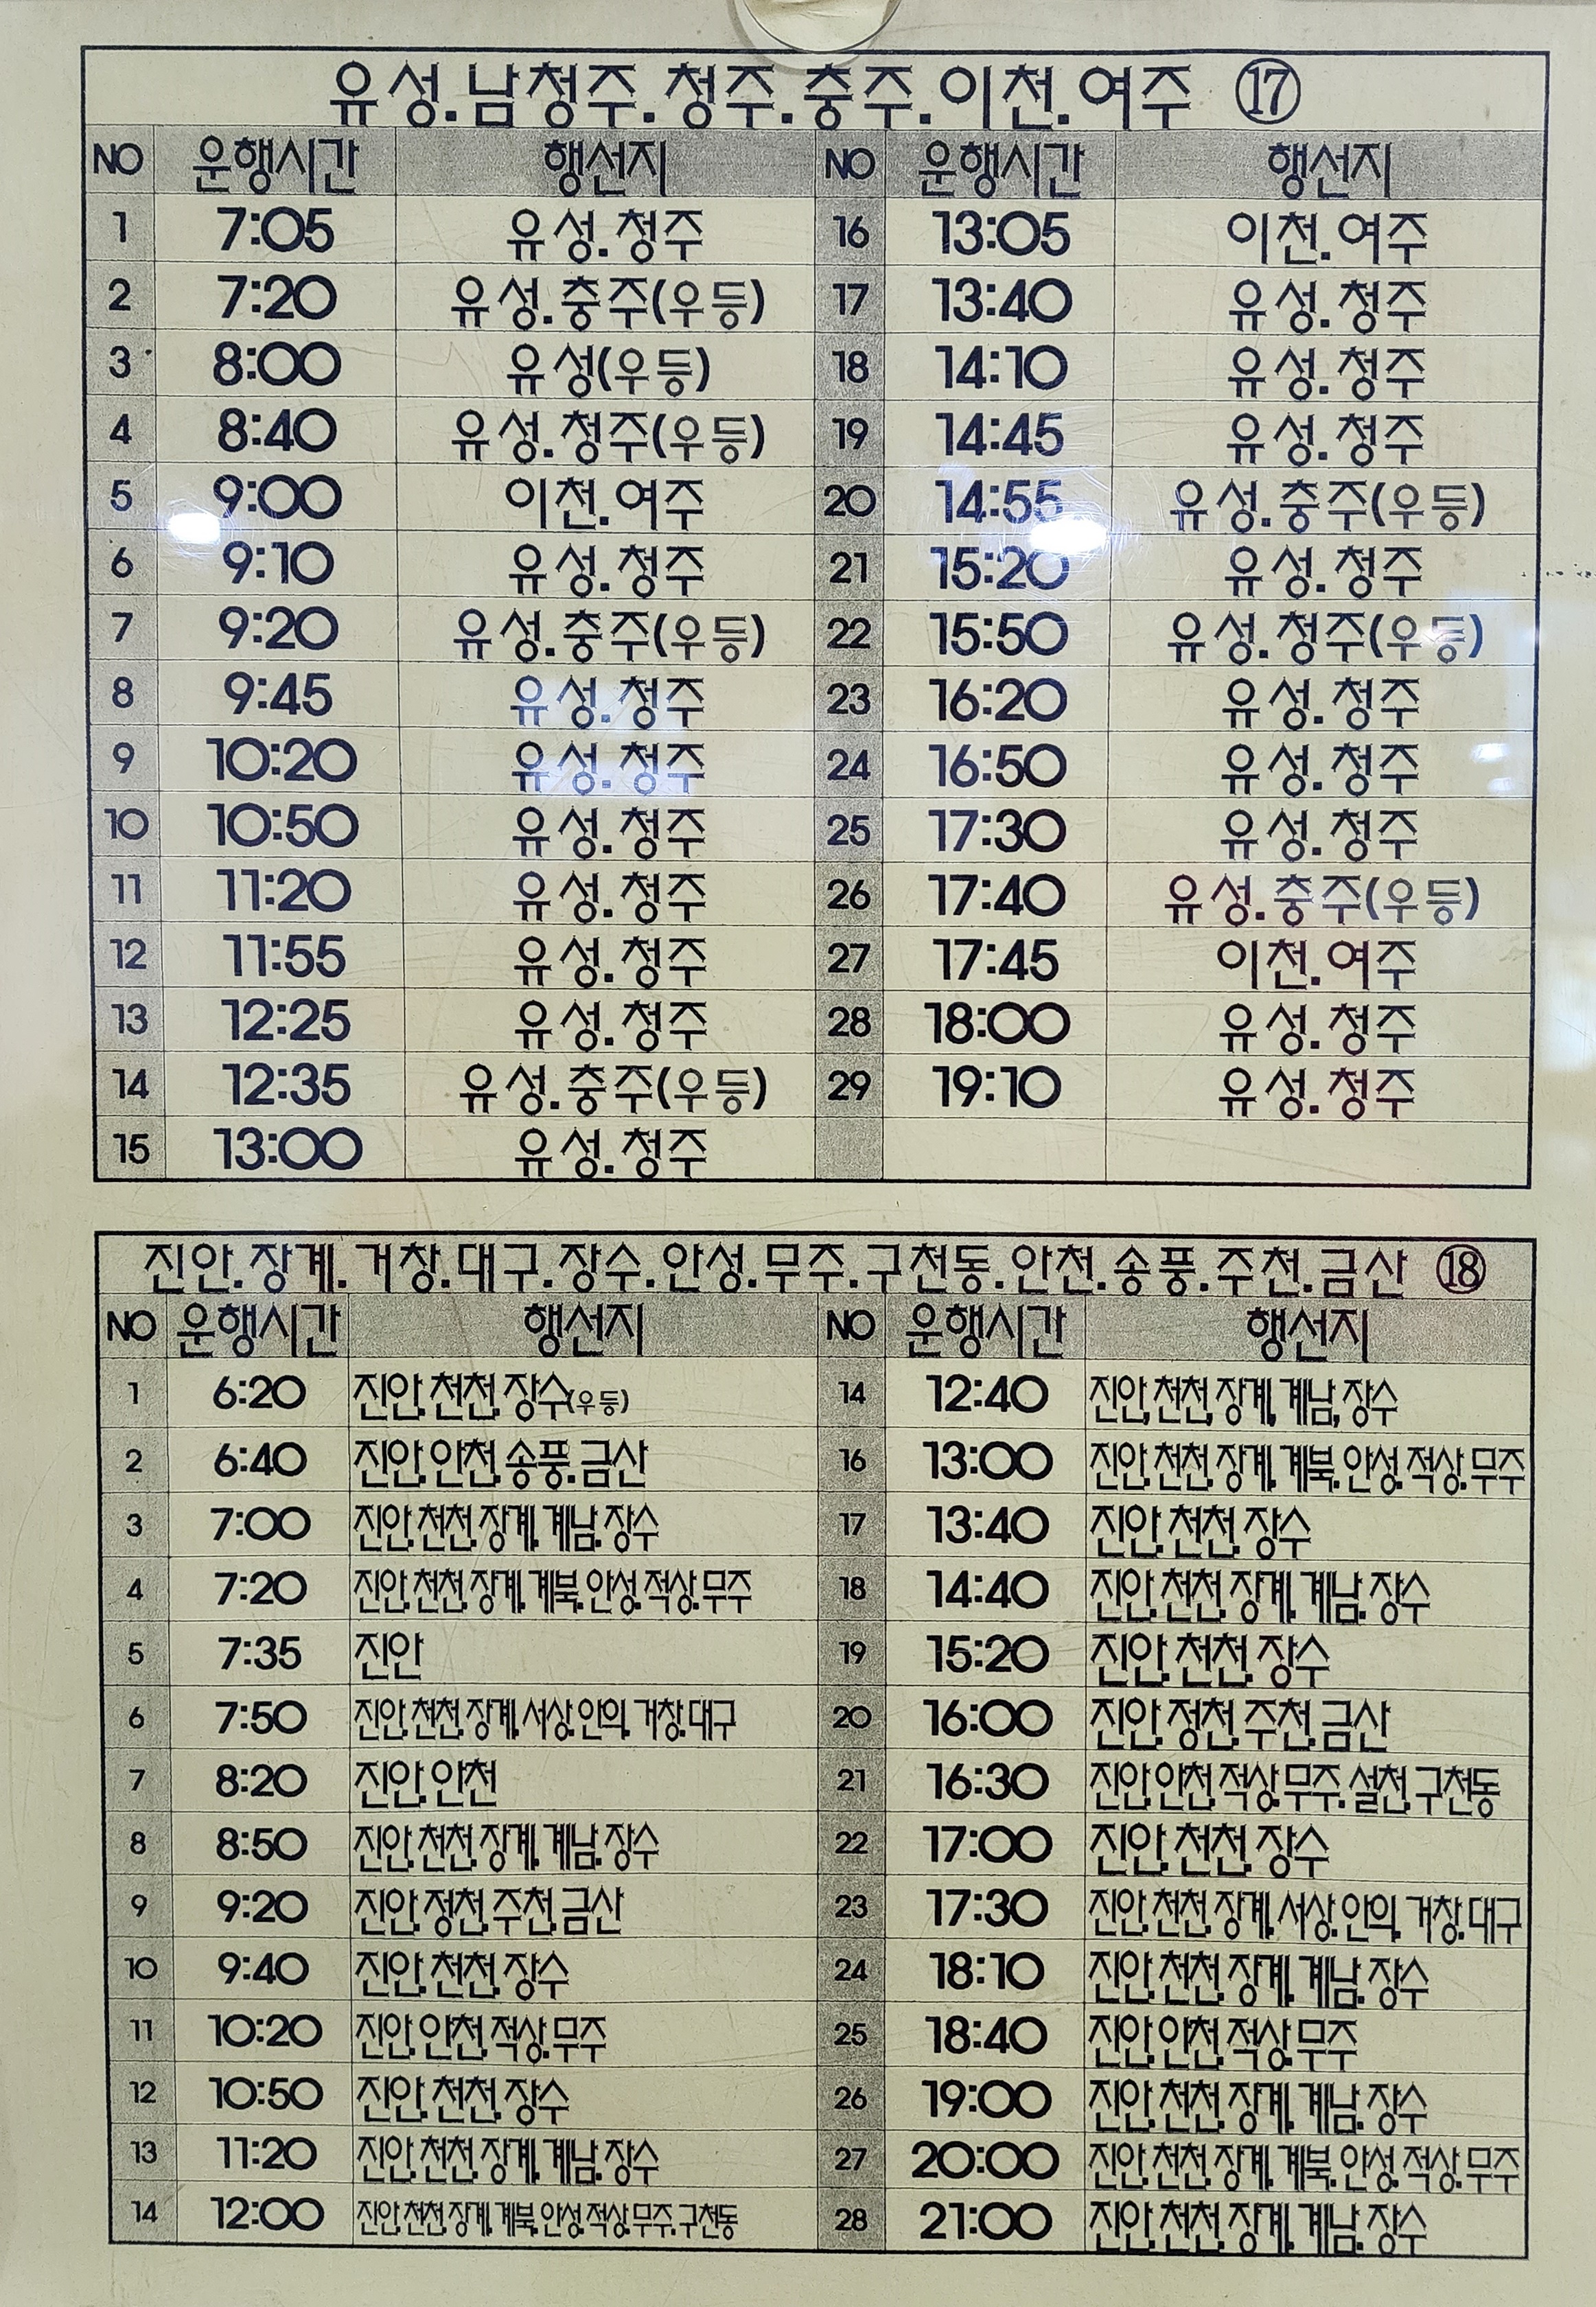 유성.남청주.청주.충주.이천.여주 ⑰
NO 운행시간 행선지 NO 운행시간 행선지
1 7:05 유성.청주 16 13:05 이천.여주
2 7:20 유성.충주(우등) 17 13:40 유성.청주
3 8:00 유성(우등) 18 14:10 유성.청주
4 8:40 유성.청주(우등) 19 14:45 유성.청주
5 9:00 이천.여주 20 14:55 유성.충주(우등)
6 9:10 유성.청주 21 15:20 유성.청주
7 9:20 유성.충주(우등) 22 15:50 유성.청주(우등)
8 9:45 유성.청주 23 16:20 유성.청주
9 10:20 유성.청주 24 16:50 유성.청주
10 10:50 유성.청주 25 17:30 유성.청주
11 11:20 유성.청주 26 17:40 유성.충주(우등)
12 11:55 유성.청주 27 17:45 이천.여주
13 12:25 유성.청주 28 18:00 유성.청주
14 12:35 유성.충주(우등) 29 19:10 유성.청주
15 13:00 유성.청주
진안.장계.거창.대구.장수.안성.무주.구천동.안천.송풍.주천.금산 ⑱
NO 운행시간 행선지 NO 운행시간 행선지
1 6:20 진안.천천.장수(우등) 14 12:40 진안,천천,장계,계남,장수
2 6:40 진안.안천.송풍.금산 16 13:00 진안.천천.장계.계북.안성.적상.무주
3 7:00 진안.천천.장계.계남.장수 17 13:40 진안.천천.장수
4 7:20 진안.천천.장계.계북.안성.적상.무주 18 14:40 진안.천천.장계.계남.장수
5 7:35 진안 19 15:20 진안.천천.장수
6 7:50 진안.천천.장계.서상.안의.거창.대구 20 16:00 진안.정천.주천.금산
7 8:20 진안.안천 21 16:30 진안.안천.적상.무주.설천.구천동
8 8:50 진안.천천.장계.계남.장수 22 17:00 진안.천천.장수
9 9:20 진안.정천.주천.금산 23 17:30 진안.천천.장계.서상.안의.거창.대구
10 9:40 진안.천천.장수 24 18:10 진안.천천.장계.계남.장수
11 10:20 진안.안천.적상.무주 25 18:40 진안.안천.적상.무주
12 10:50 진안.천천.장수 26 19:00 진안.천천.장계.계남.장수
13 11:20 진안.천천.장계.계남.장수 27 20:00 진안.천천.장계.계북.안성.적상.무주
14 12:00 진안.천천.장계.계북.안성.적상.무주.구천동 28 21:00 진안.천천.장계.계남.장수